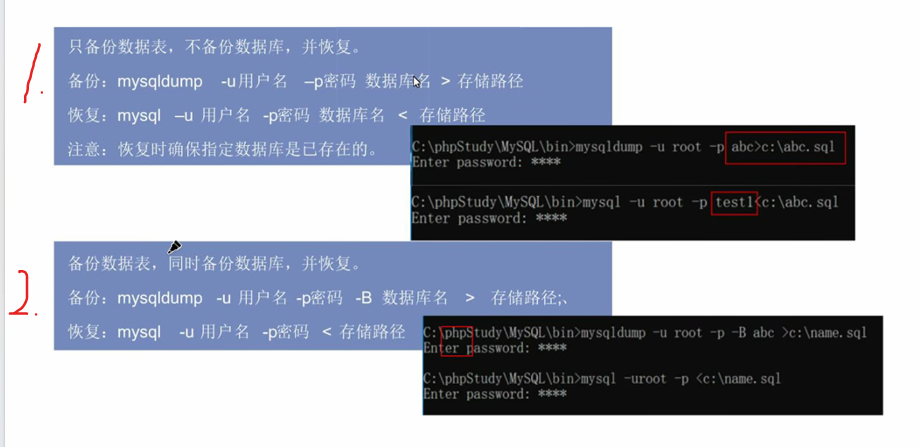 1.
只备份数据表，不备份数据库，并恢复。
备份：mysqldump -u用户名 –p密码 数据库名 > 存储路径
恢复：mysql –u 用户名 -p密码 数据库名 < 存储路径
注意：恢复时确保指定数据库是已存在的。
C:\phpStudy\MySQL\bin>mysqldump -u root -p abc>c:\abc.sql
Enter password: ****
C:\phpStudy\MySQL\bin>mysql -u root -p test1<c:\abc.sql
Enter password: ****
2.
备份数据表，同时备份数据库，并恢复。
备份：mysqldump -u 用户名 -p密码 -B 数据库名 > 存储路径;、
恢复：mysql -u 用户名 -p密码 < 存储路径
C:\phpStudy\MySQL\bin>mysqldump -u root -p -B abc >c:\name.sql
Enter password: ****
C:\phpStudy\MySQL\bin>mysql -uroot -p <c:\name.sql
Enter password: ****